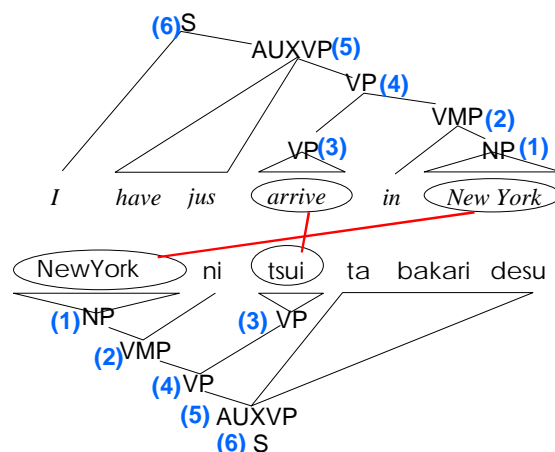 (6) S
AUXVP (5)
VP (4)
VMP (2)
VP (3) NP (1)
I have jus arrive in New York
NewYork ni tsui ta bakari desu
(1) NP (3) VP
(2) VMP
(4) VP
(5) AUXVP
(6) S